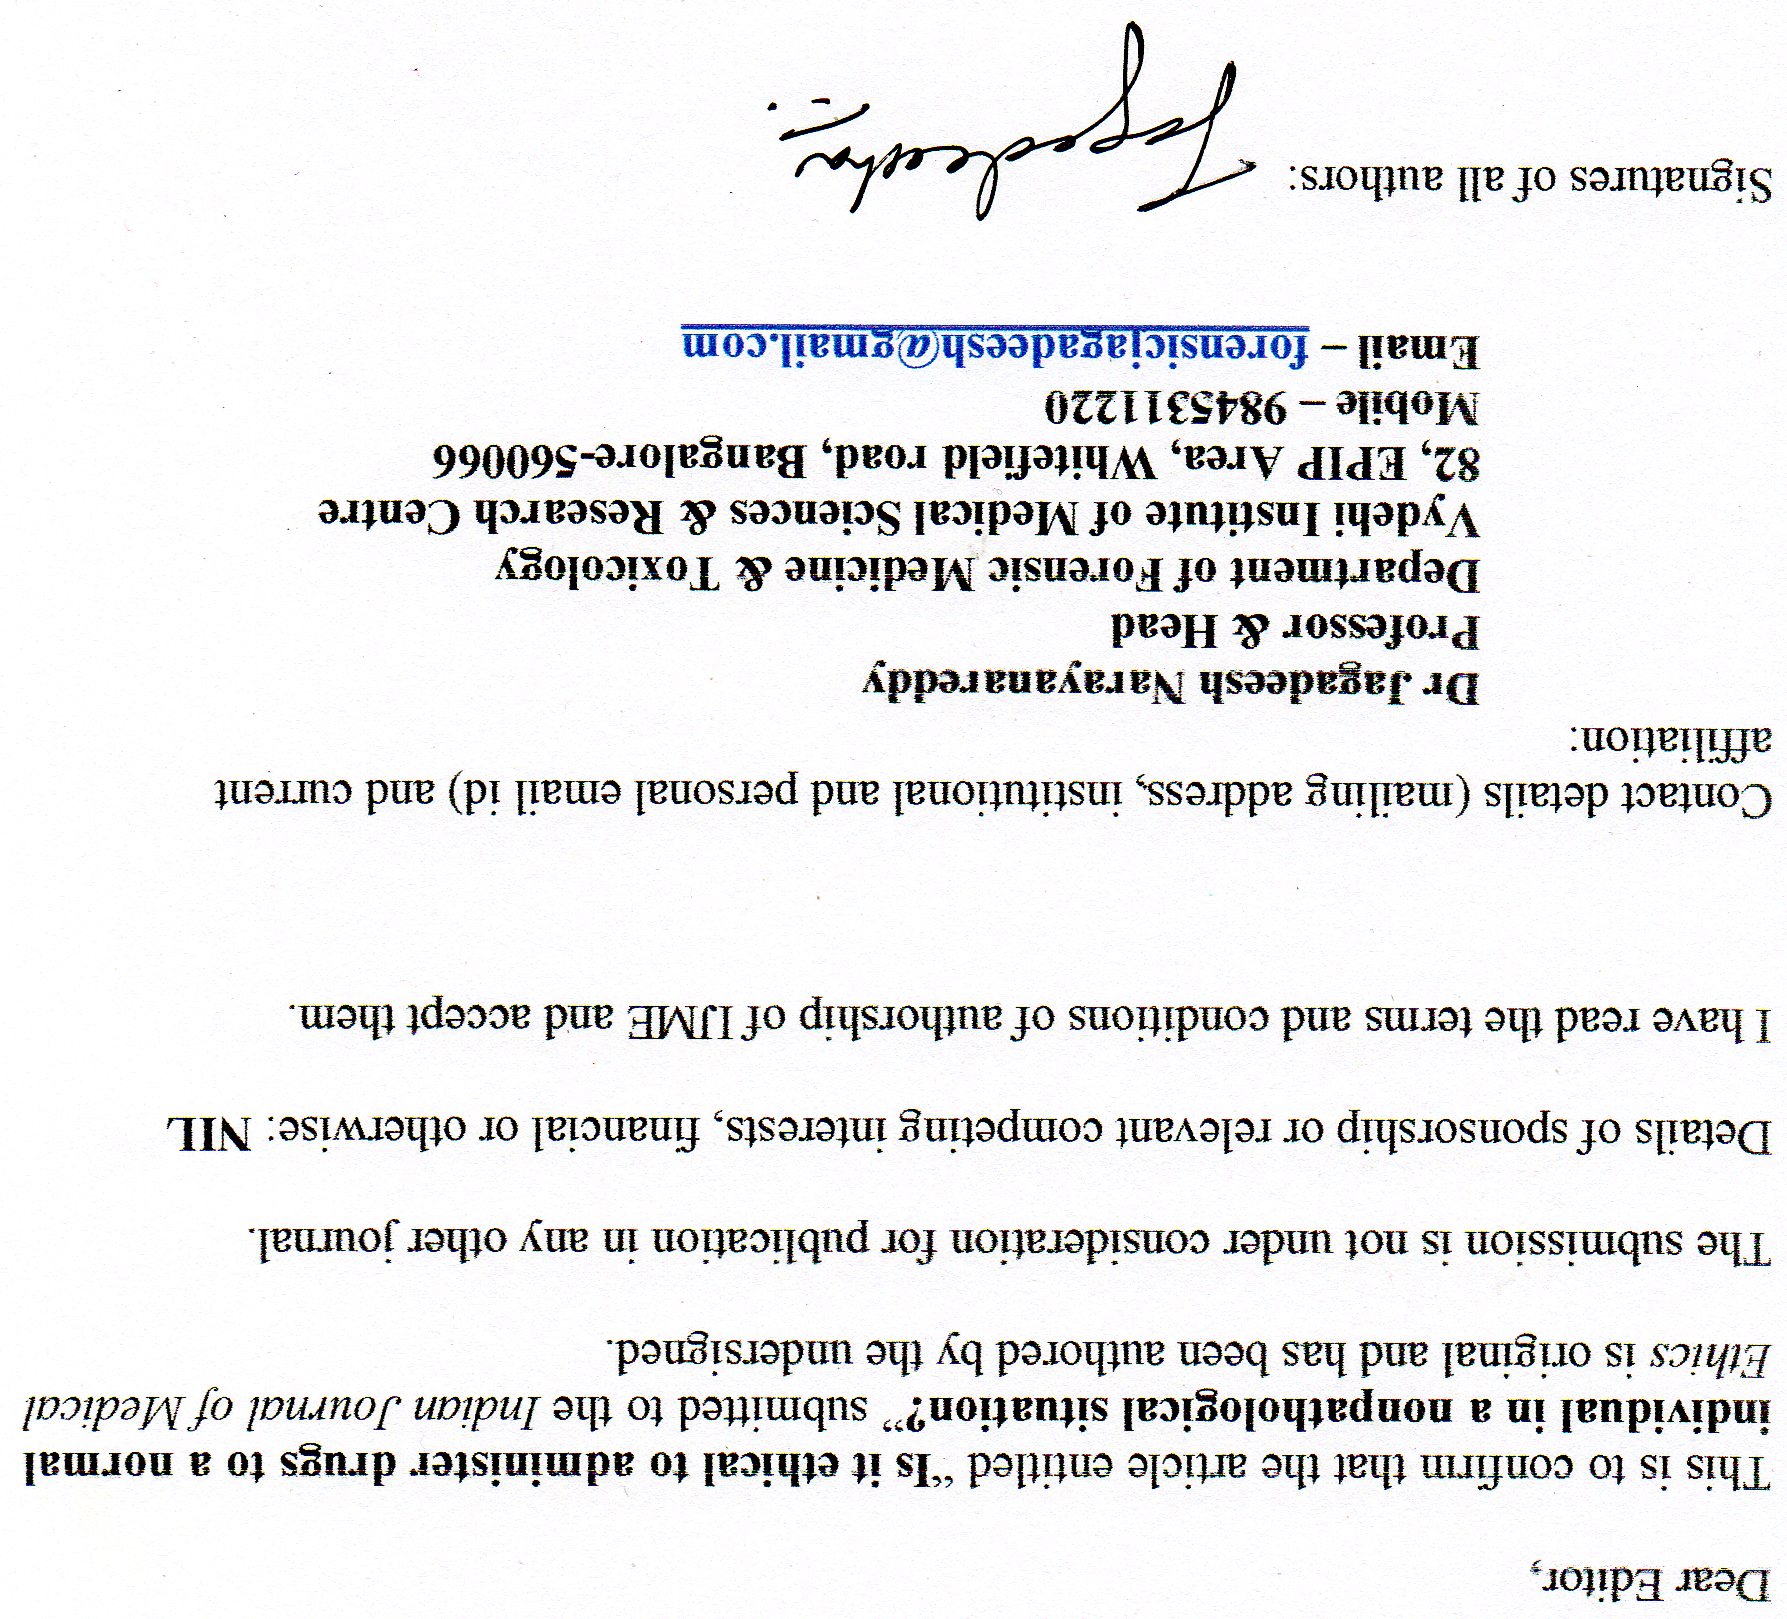 Dear Editor,
This is to confirm that the article entitled “Is it ethical to administer drugs to a normal
individual in a nonpathological situation?” submitted to the Indian Journal of Medical
Ethics is original and has been authored by the undersigned.
The submission is not under consideration for publication in any other journal.
Details of sponsorship or relevant competing interests, financial or otherwise: NIL
I have read the terms and conditions of authorship of IJME and accept them.
Contact details (mailing address, institutional and personal email id) and current
affiliation:
Dr Jagadeesh Narayanareddy
Professor & Head
Department of Forensic Medicine & Toxicology
Vydehi Institute of Medical Sciences & Research Centre
82, EPIP Area, Whitefield road, Bangalore-560066
Mobile – 9845311220
Email – forensicjagadeesh@gmail.com
Signatures of all authors: Jagadeesha